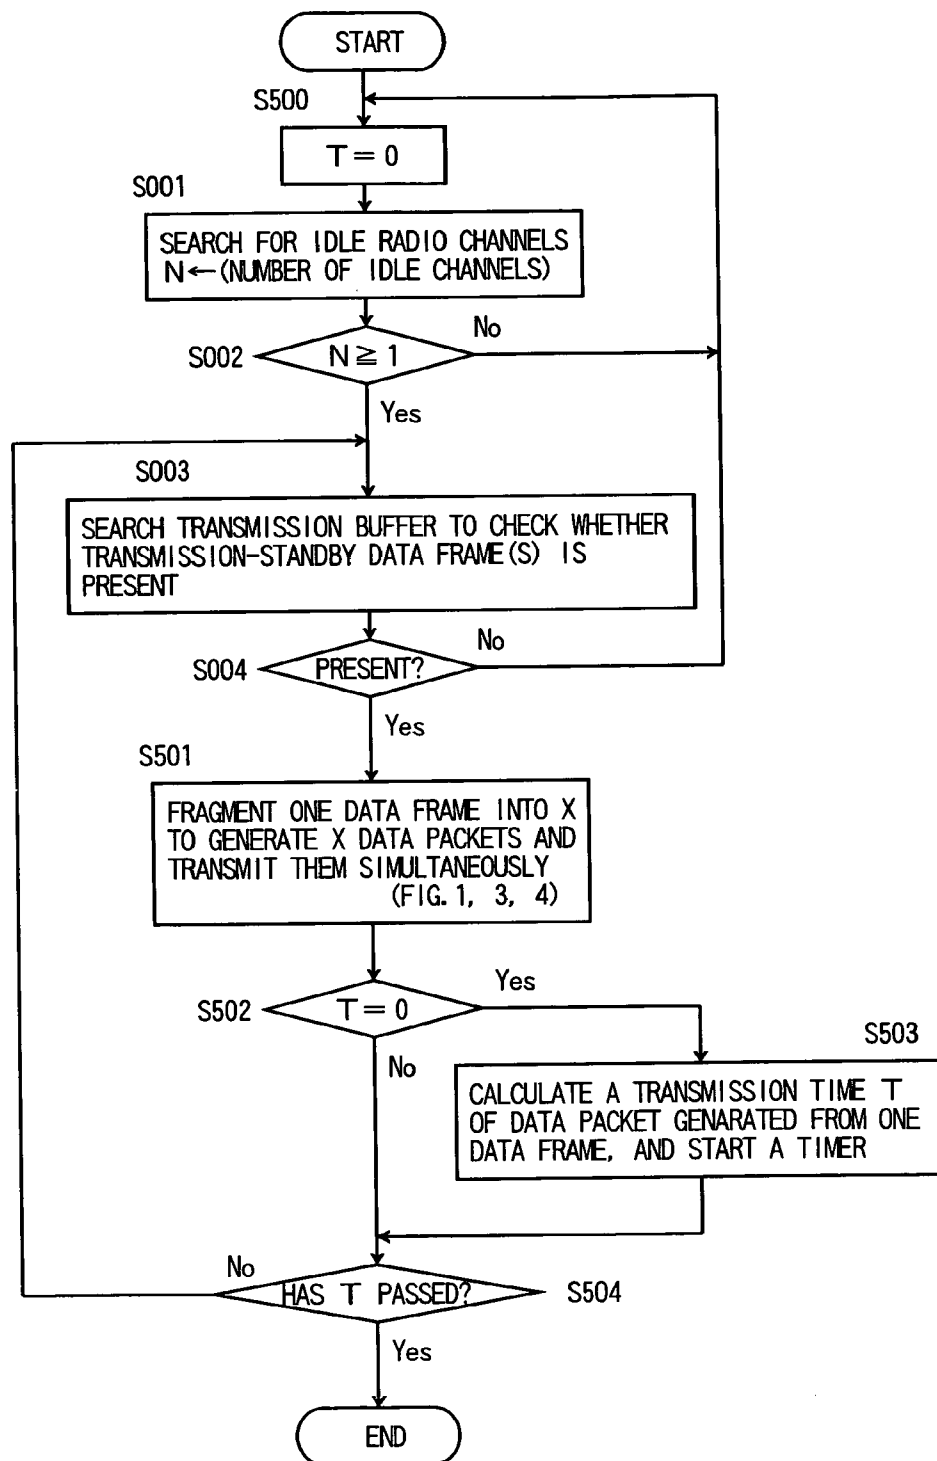 START
S500
T = 0
S001
SEARCH FOR IDLE RADIO CHANNELS
N←(NUMBER OF IDLE CHANNELS)
No
S002
N ≧ 1
Yes
S003
SEARCH TRANSMISSION BUFFER TO CHECK WHETHER
TRANSMISSION-STANDBY DATA FRAME(S) IS
PRESENT
No
S004
PRESENT?
Yes
S501
FRAGMENT ONE DATA FRAME INTO X
TO GENERATE X DATA PACKETS AND
TRANSMIT THEM SIMULTANEOUSLY
(FIG. 1, 3, 4)
Yes
S502
T = 0
S503
No
CALCULATE A TRANSMISSION TIME T
OF DATA PACKET GENARATED FROM ONE
DATA FRAME, AND START A TIMER
No
HAS T PASSED?
S504
Yes
END